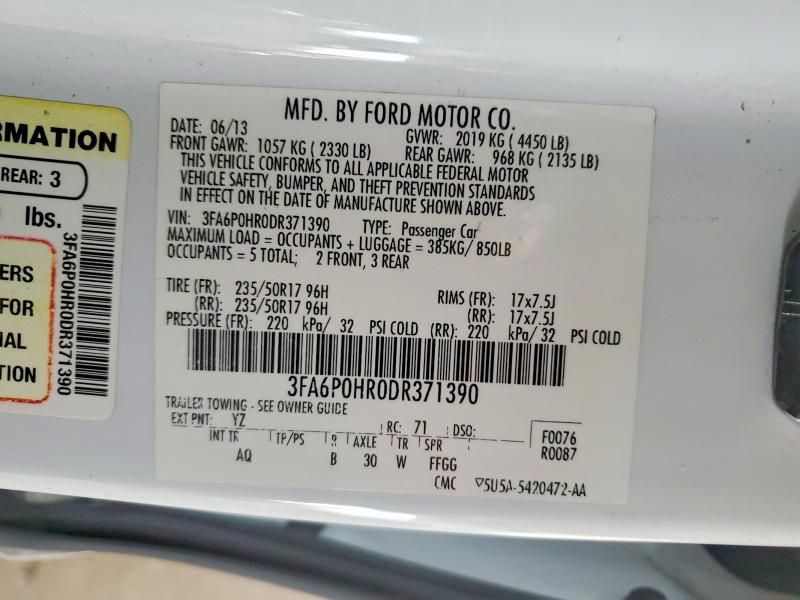 RMATION
REAR: 3
lbs.
ERS
FOR
IAL
TION
3FA6P0HR0DR371390
MFD. BY FORD MOTOR CO.
DATE: 06/13 GVWR: 2019 KG ( 4450 LB)
FRONT GAWR: 1057 KG ( 2330 LB) REAR GAWR: 968 KG ( 2135 LB)
THIS VEHICLE CONFORMS TO ALL APPLICABLE FEDERAL MOTOR
VEHICLE SAFETY, BUMPER, AND THEFT PREVENTION STANDARDS
IN EFFECT ON THE DATE OF MANUFACTURE SHOWN ABOVE.
VIN: 3FA6P0HR0DR371390 TYPE: Passenger Car
MAXIMUM LOAD = OCCUPANTS + LUGGAGE = 385KG/ 850LB
OCCUPANTS = 5 TOTAL; 2 FRONT, 3 REAR
TIRE (FR): 235/50R17 96H RIMS (FR): 17x7.5J
(RR): 235/50R17 96H (RR): 17x7.5J
PRESSURE (FR): 220 kPa/ 32 PSI COLD (RR): 220 kPa/ 32 PSI COLD
3FA6P0HR0DR371390
TRAILER TOWING - SEE OWNER GUIDE
EXT PNT: YZ RC: 71 DSO: F0076
INT TR TP/PS R AXLE TR SPR R0087
AQ B 30 W FFGG
CMC ▽5U5A-5420472-AA